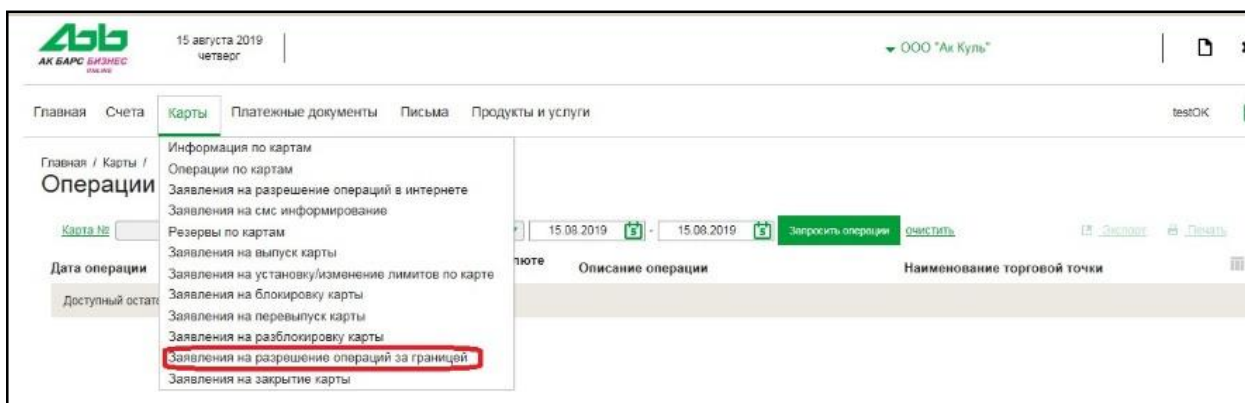 Abb
АК БАРС БИЗНЕС
ONLINE
15 августа 2019
четверг
ООО "Ак Куль"
Главная Счета Карты Платежные документы Письма Продукты и услуги testOK
Главная / Карты /
Операции
Информация по картам
Операции по картам
Заявления на разрешение операций в интернете
Заявления на смс информирование
Резервы по картам
Заявления на выпуск карты
Заявления на установку/изменение лимитов по карте
Заявления на блокировку карты
Заявления на перевыпуск карты
Заявления на разблокировку карты
Заявления на разрешение операций за границей
Заявления на закрытие карты
Карта № 15.08.2019 - 15.08.2019 Запросить операции очистить Экспорт Печать
Дата операции люте Описание операции Наименование торговой точки
Доступный остат